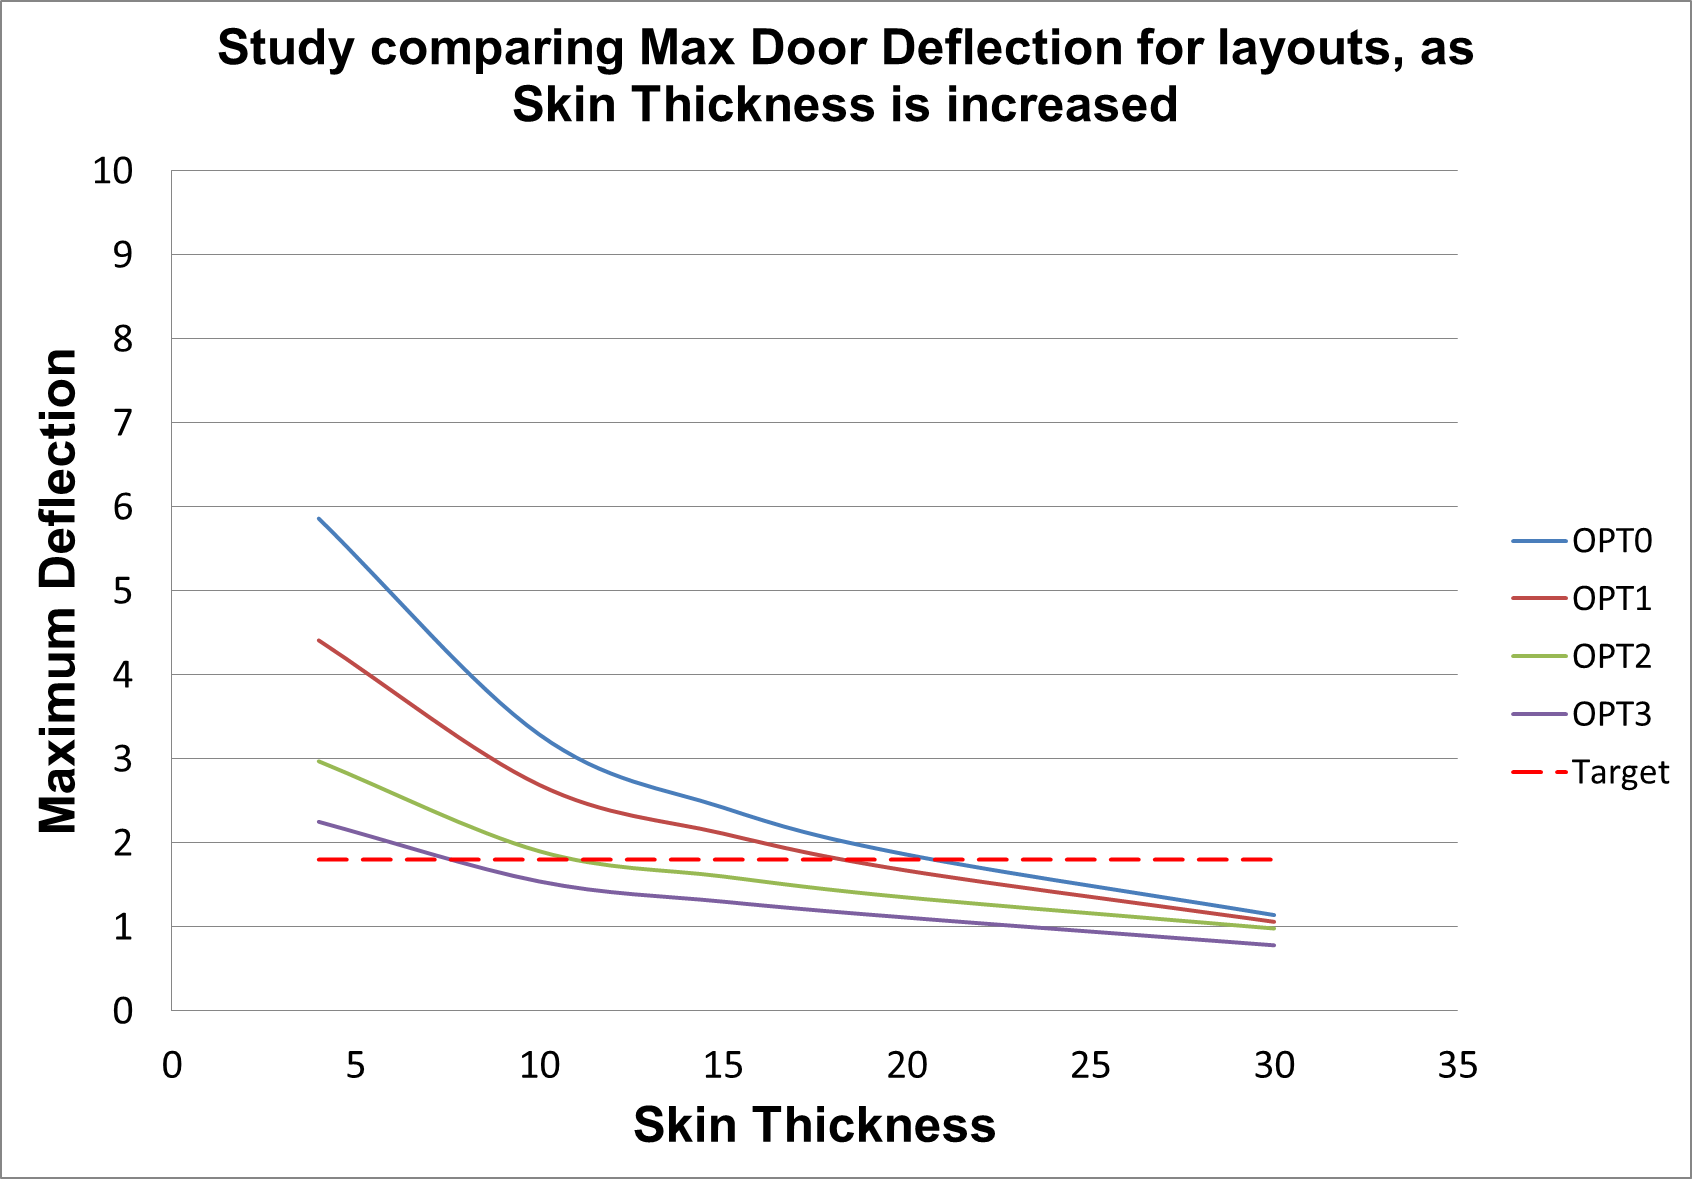 Study comparing Max Door Deflection for layouts, as
Skin Thickness is increased
Maximum Deflection
10
9
8
7
6
5
4
3
2
1
0
0 5 10 15 20 25 30 35
Skin Thickness
OPT0
OPT1
OPT2
OPT3
Target